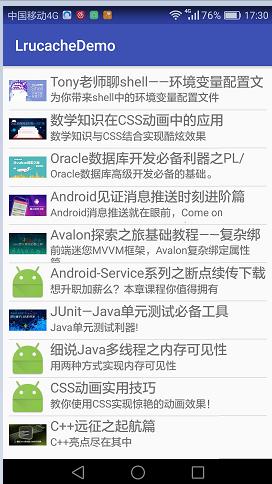 中国移动4G 4G 76% 17:30
LrucacheDemo
Tony老师聊shell——环境变量配置文
为你带来shell中的环境变量配置文件
数学知识在CSS动画中的应用
数学知识与CSS结合实现酷炫效果
Oracle数据库开发必备利器之PL/
Oracle数据库高级开发必备的基础。
Android见证消息推送时刻进阶篇
Android消息推送就在眼前，Come on
Avalon探索之旅基础教程——复杂绑
前端迷您MVVM框架，Avalon复杂绑定属性
篇
Android-Service系列之断点续传下载
想升职加薪么？本章课程你值得拥有
JUnit—Java单元测试必备工具
Java单元测试利器!
细说Java多线程之内存可见性
用两种方式实现内存可见性
CSS动画实用技巧
教你使用CSS实现惊艳的动画效果！
C++远征之起航篇
C++亮点尽在其中